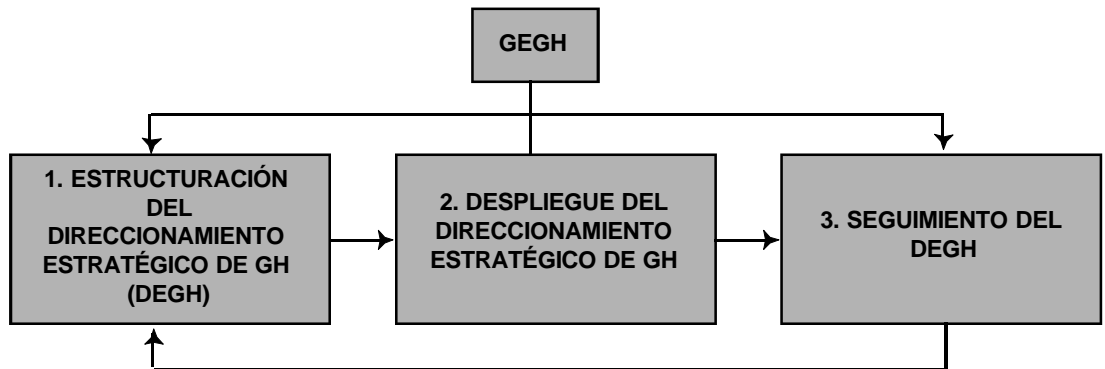 GEGH
1. ESTRUCTURACIÓN
DEL
DIRECCIONAMIENTO
ESTRATÉGICO DE GH
(DEGH)
2. DESPLIEGUE DEL
DIRECCIONAMIENTO
ESTRATÉGICO DE GH
3. SEGUIMIENTO DEL
DEGH